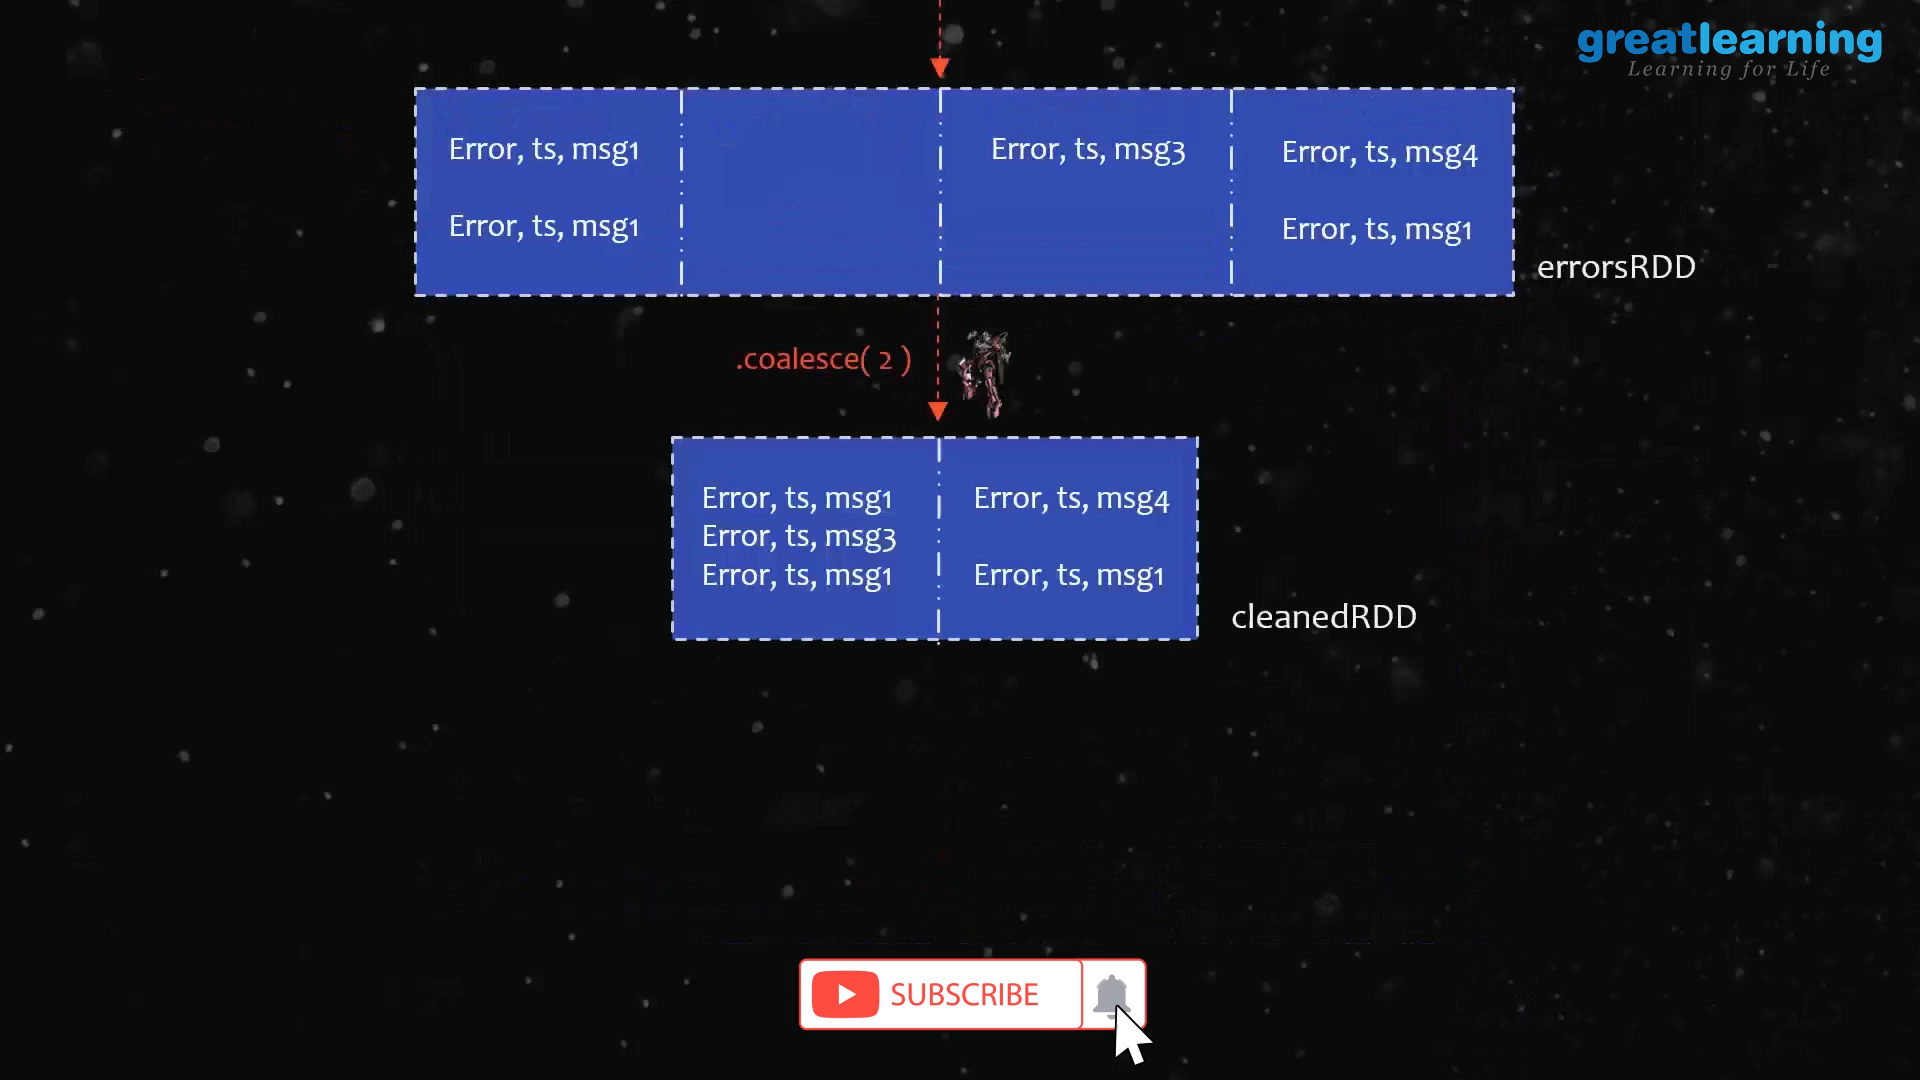 greatlearning
Learning for Life
Error, ts, msg1
Error, ts, msg3
Error, ts, msg4
Error, ts, msg1
Error, ts, msg1
errorsRDD
.coalesce( 2 )
Error, ts, msg1
Error, ts, msg3
Error, ts, msg1
Error, ts, msg4
Error, ts, msg1
cleanedRDD
SUBSCRIBE